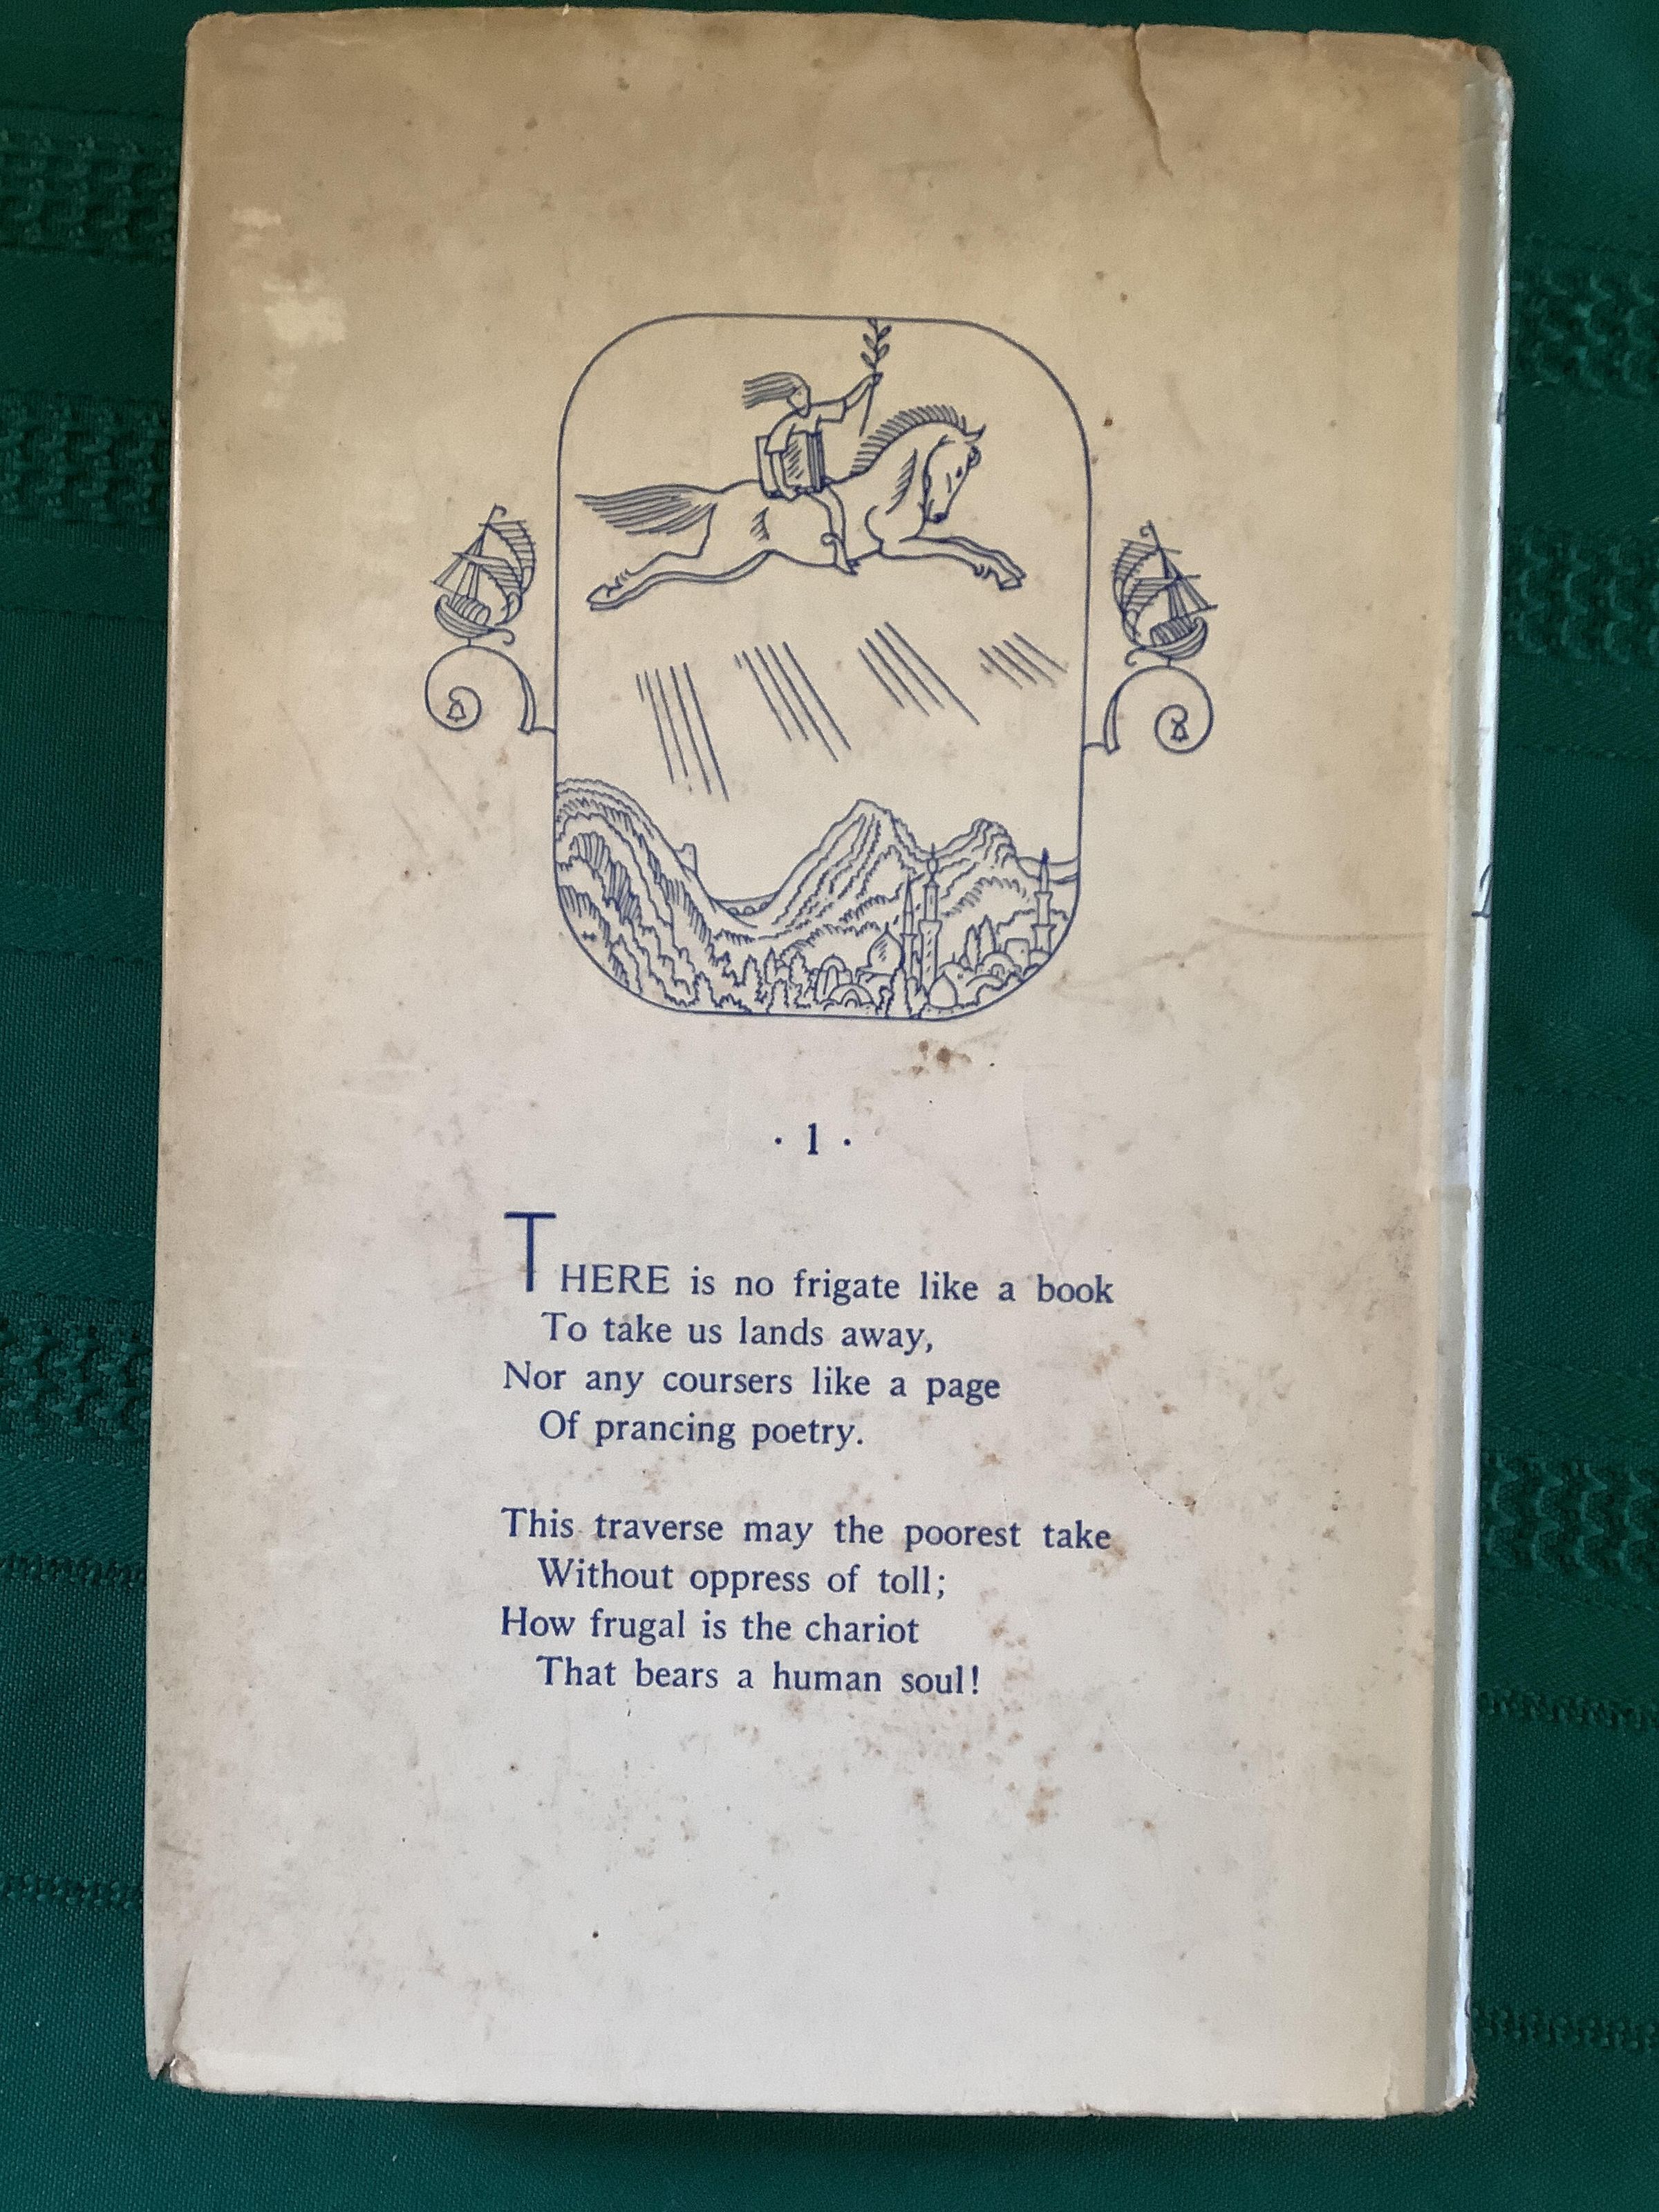 · 1 ·
THERE is no frigate like a book
To take us lands away,
Nor any coursers like a page
Of prancing poetry.
This traverse may the poorest take
Without oppress of toll;
How frugal is the chariot
That bears a human soul!